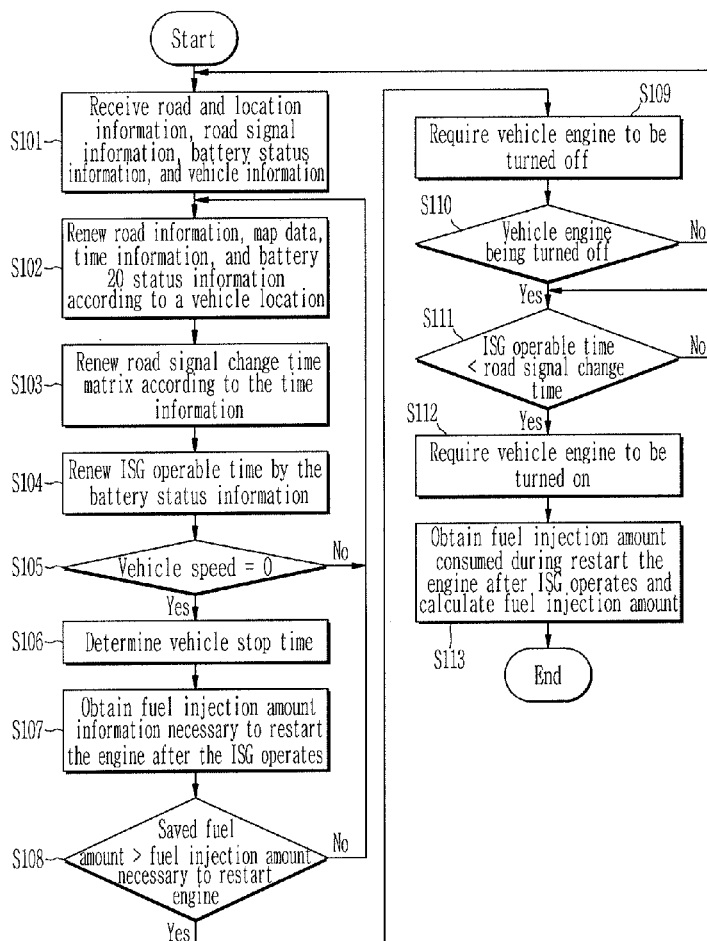 Start
S101
Receive road and location
information, road signal
information, battery status
information, and vehicle information
S102
Renew road information, map data,
time information, and battery
20 status information
according to a vehicle location
S103
Renew road signal change time
matrix according to the time
information
S104
Renew ISG operable time by the
battery status information
S105
Vehicle speed = 0
No
Yes
S106
Determine vehicle stop time
S107
Obtain fuel injection amount
information necessary to restart
the engine after the ISG operates
S108
Saved fuel
amount > fuel injection amount
necessary to restart
engine
No
Yes
S109
Require vehicle engine to be
turned off
S110
Vehicle engine
being turned off
No
Yes
S111
ISG operable time
< road signal change
time
No
Yes
S112
Require vehicle engine to be
turned on
Obtain fuel injection amount
consumed during restart the
engine after ISG operates and
calculate fuel injection amount
S113
End